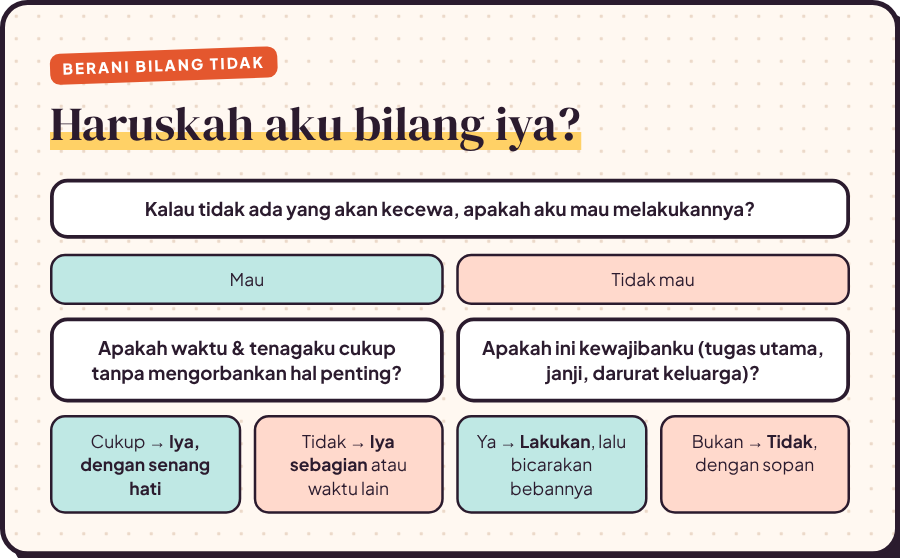 BERANI BILANG TIDAK
Haruskah aku bilang iya?
Kalau tidak ada yang akan kecewa, apakah aku mau melakukannya?
Mau
Tidak mau
Apakah waktu & tenagaku cukup
tanpa mengorbankan hal penting?
Apakah ini kewajibanku (tugas utama,
janji, darurat keluarga)?
Cukup → Iya,
dengan senang
hati
Tidak → Iya
sebagian atau
waktu lain
Ya → Lakukan, lalu
bicarakan
bebannya
Bukan → Tidak,
dengan sopan